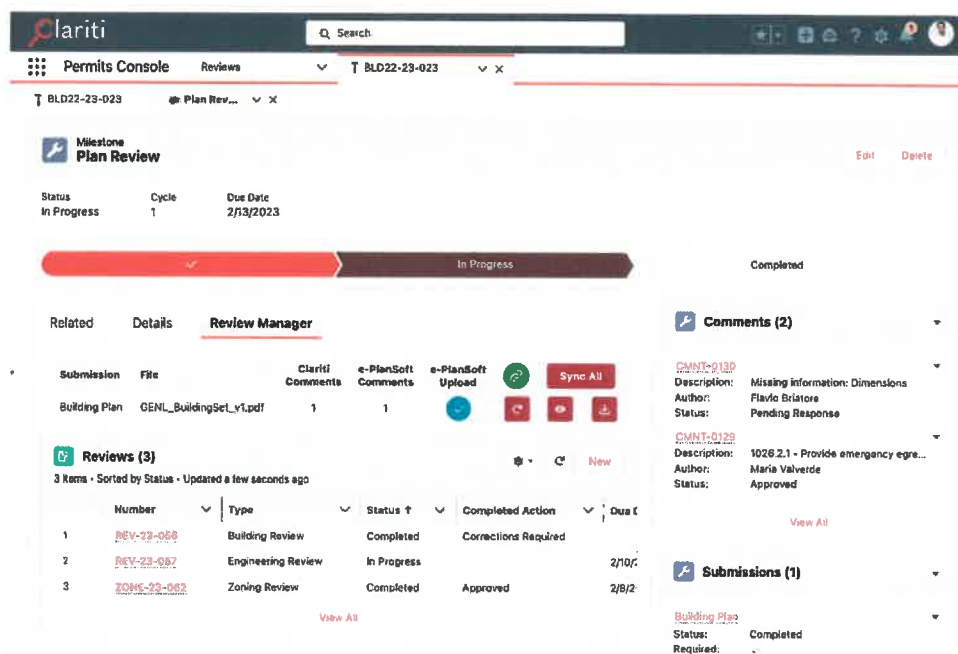 Clariti
Search
Permits Console
Reviews
BLD22-23-023
BLD22-23-023
Plan Rev...
Milestone
Plan Review
Edit
Delete
Status
Cycle
Due Date
In Progress
1
2/13/2023
In Progress
Completed
Related
Details
Review Manager
Submission
File
Clariti Comments
e-PlanSoft Comments
e-PlanSoft Upload
Sync All
Building Plan
GENL_BuildingSet_v1.pdf
1
1
Reviews (3)
New
3 items • Sorted by Status • Updated a few seconds ago
Number
Type
Status ↑
Completed Action
Due D
1
REV-23-056
Building Review
Completed
Corrections Required
2
REV-23-057
Engineering Review
In Progress
2/10/2
3
ZONE-23-062
Zoning Review
Completed
Approved
2/8/2
View All
Comments (2)
CMNT-0130
Description: Missing information: Dimensions
Author: Flavio Briatore
Status: Pending Response
CMNT-0129
Description: 1026.2.1 - Provide emergency egre...
Author: Maria Valverde
Status: Approved
View All
Submissions (1)
Building Plan
Status: Completed
Required: